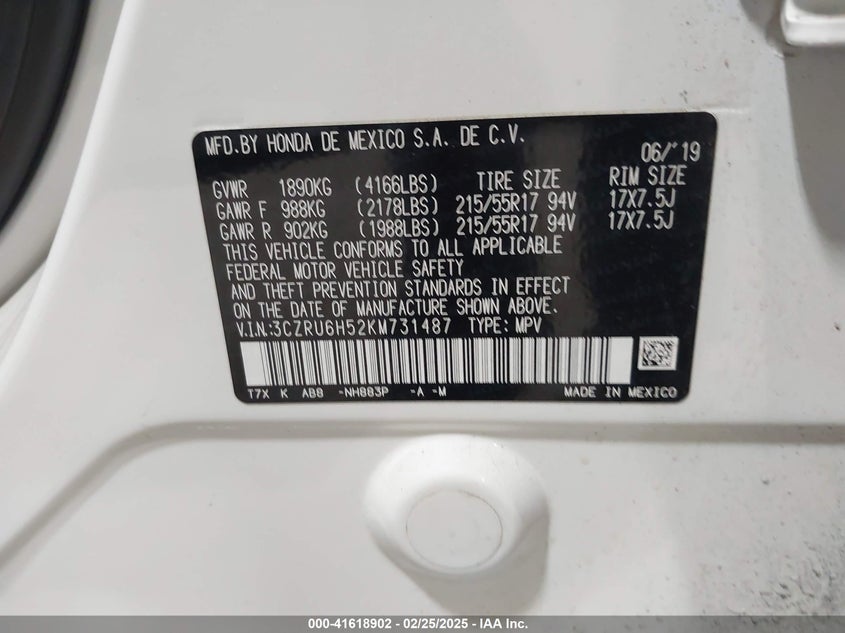 MFD.BY HONDA DE MEXICO S.A. DE C.V.
06/'19
GVWR 1890KG (4166LBS) TIRE SIZE RIM SIZE
GAWR F 988KG (2178LBS) 215/55R17 94V 17X7.5J
GAWR R 902KG (1988LBS) 215/55R17 94V 17X7.5J
THIS VEHICLE CONFORMS TO ALL APPLICABLE
FEDERAL MOTOR VEHICLE SAFETY
AND THEFT PREVENTION STANDARDS IN EFFECT
ON THE DATE OF MANUFACTURE SHOWN ABOVE.
V.I.N:3CZRU6H52KM731487 TYPE: MPV
T7X K AB8 -NH883P -A -M MADE IN MEXICO
000-41618902 - 02/25/2025 - IAA Inc.